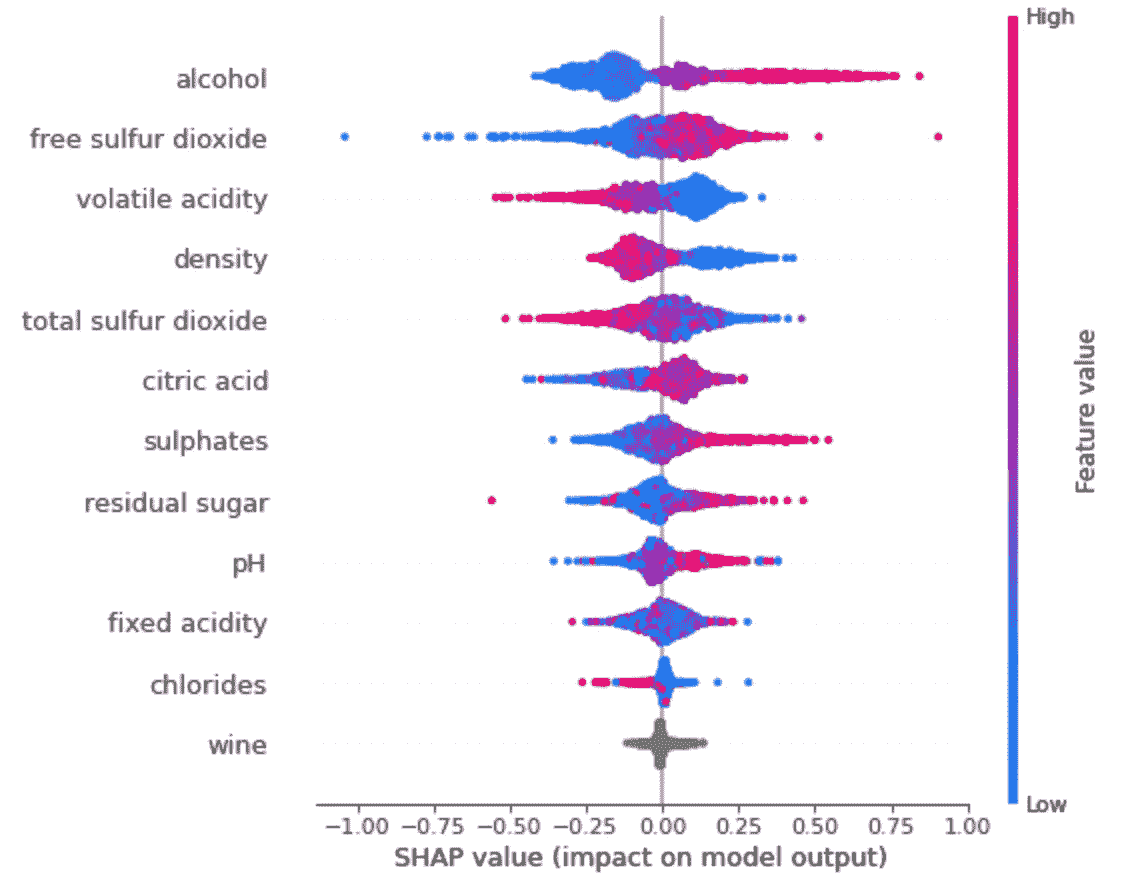 High
alcohol
free sulfur dioxide
volatile acidity
density
total sulfur dioxide
citric acid
sulphates
residual sugar
pH
fixed acidity
chlorides
wine
Feature value
Low
−1.00 −0.75 −0.50 −0.25 0.00 0.25 0.50 0.75 1.00
SHAP value (impact on model output)